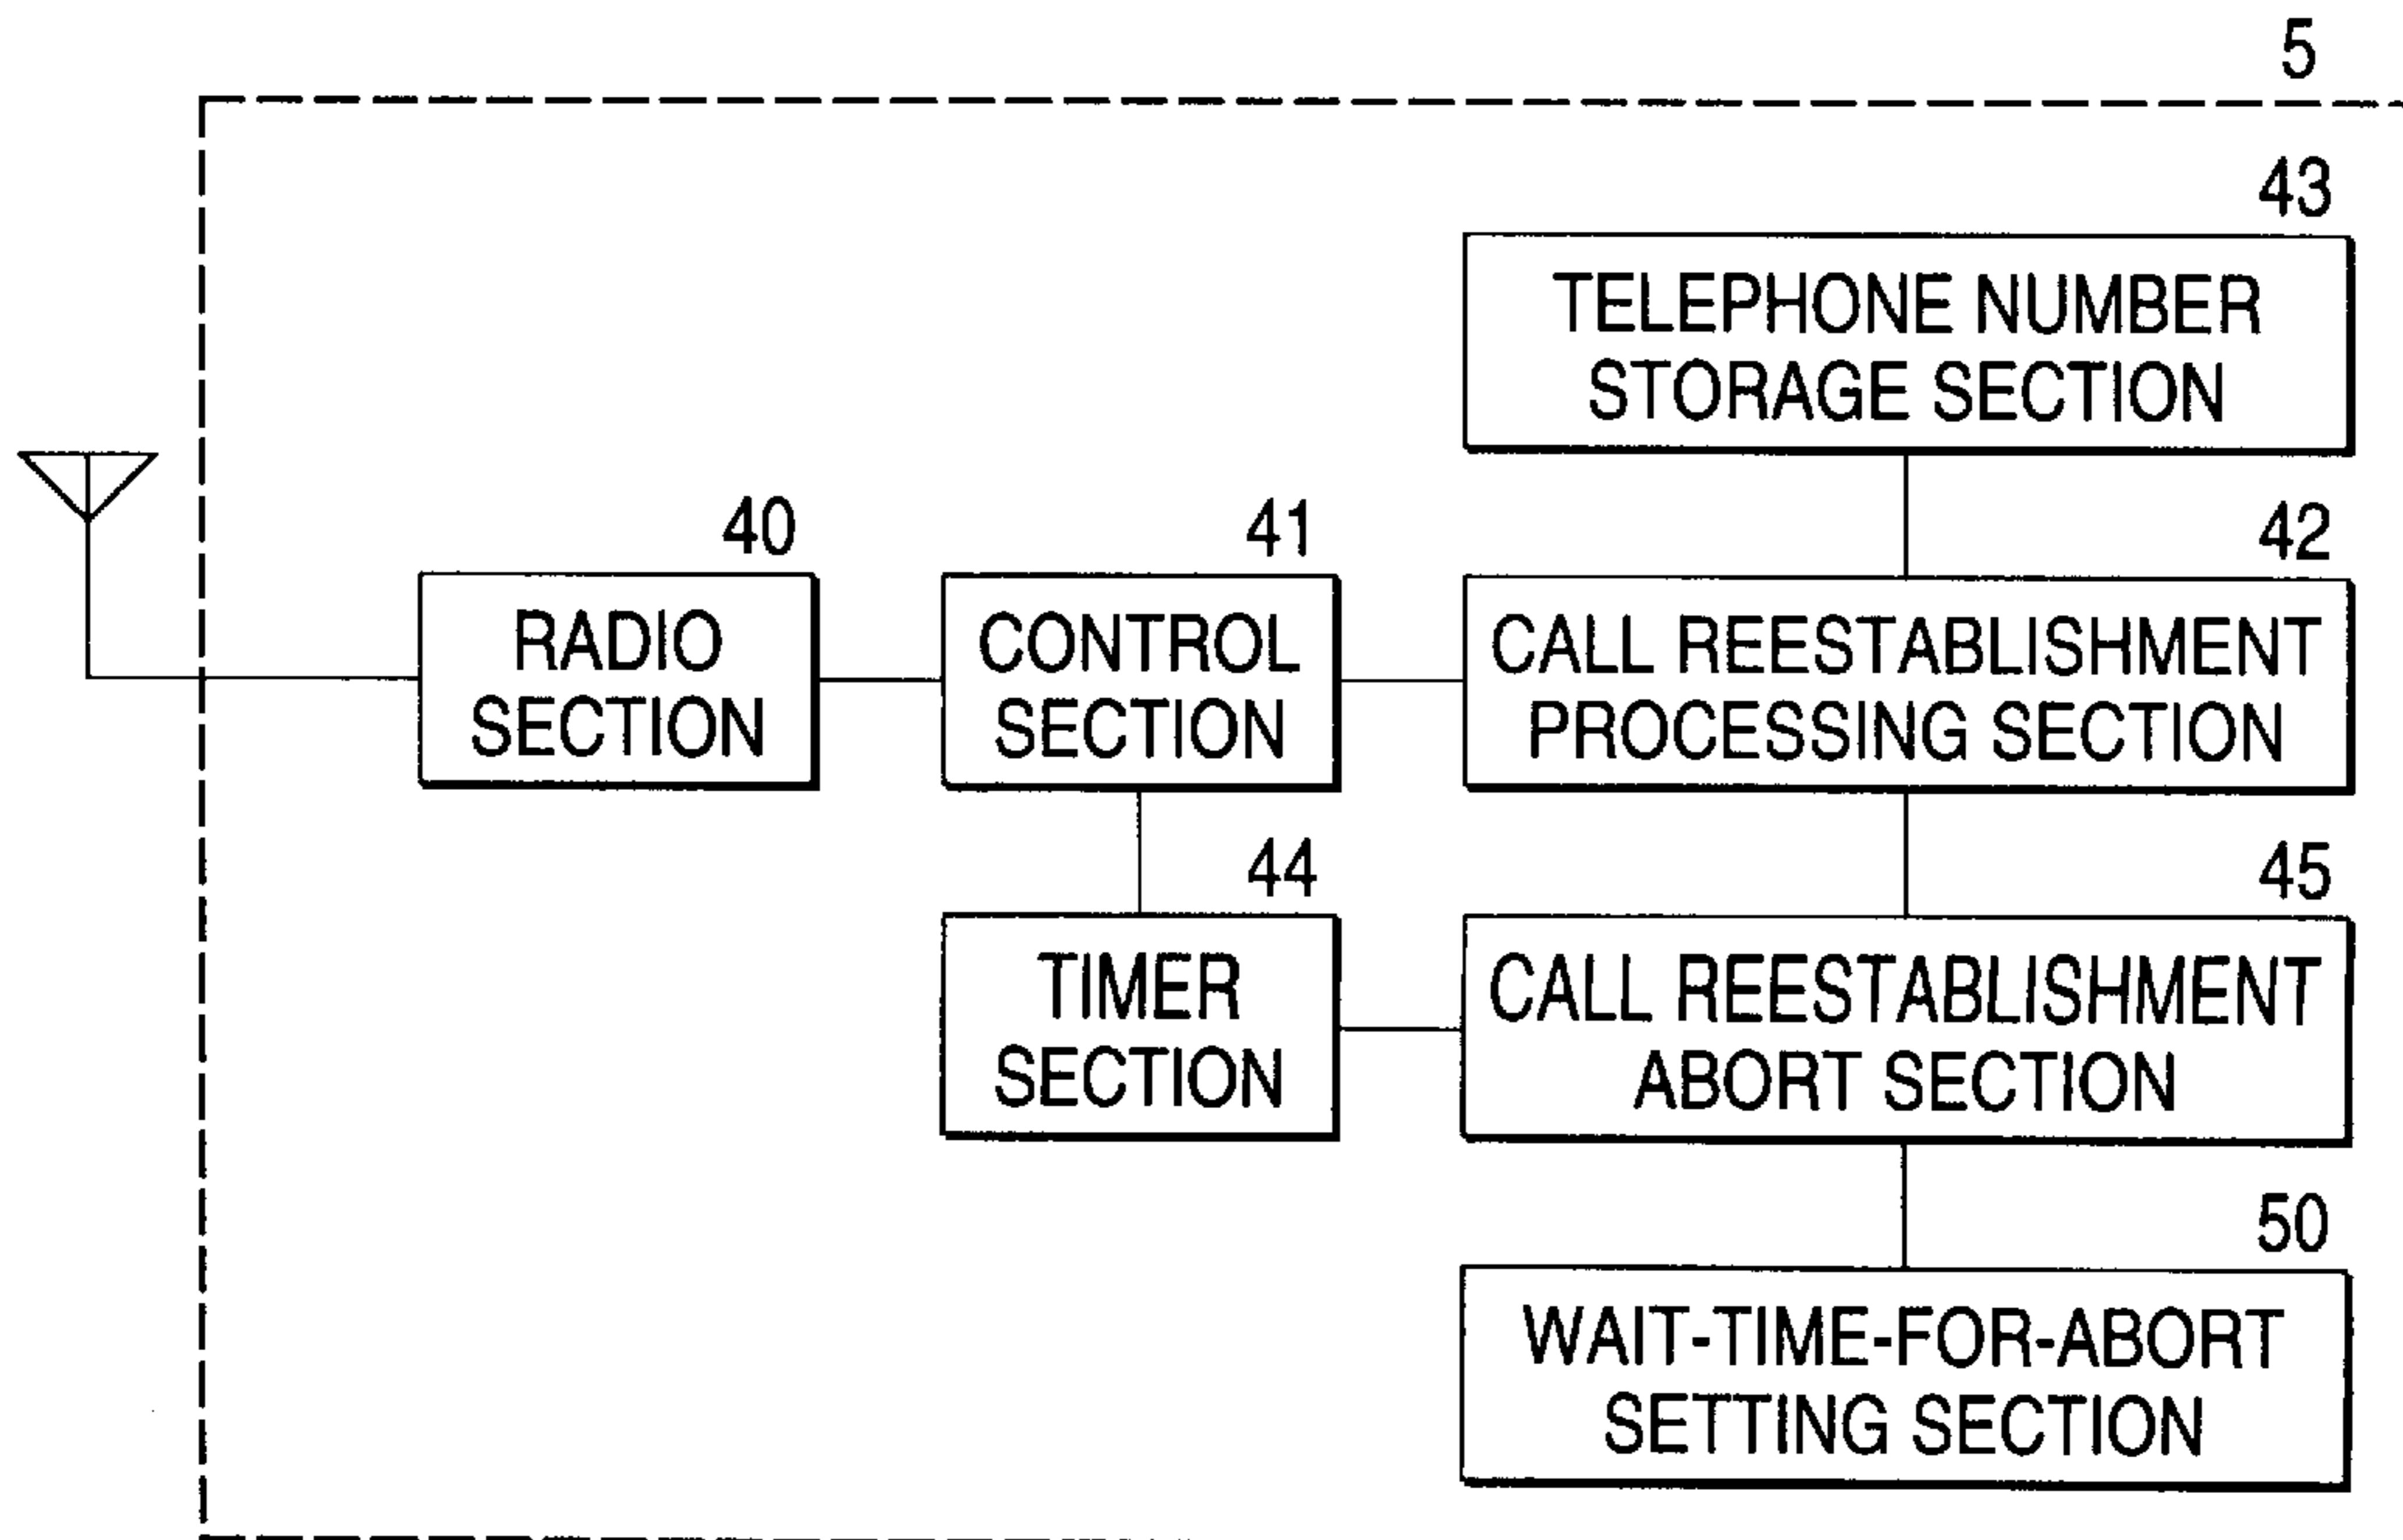 5
43
TELEPHONE NUMBER
STORAGE SECTION
40
41
42
RADIO
SECTION
CONTROL
SECTION
CALL REESTABLISHMENT
PROCESSING SECTION
44
45
TIMER
SECTION
CALL REESTABLISHMENT
ABORT SECTION
50
WAIT-TIME-FOR-ABORT
SETTING SECTION